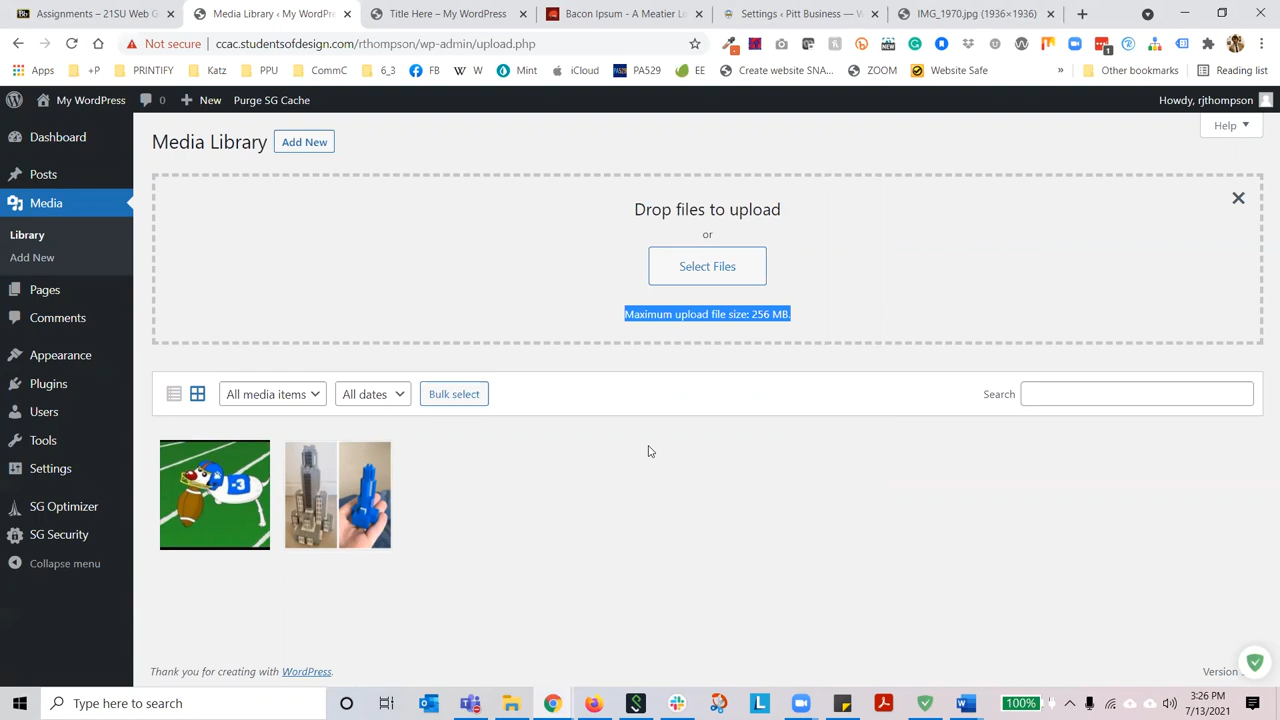 Assignments – 21SU Web G
Media Library ‹ My WordPre
Title Here – My WordPress
Bacon Ipsum - A Meatier L
Settings ‹ Pitt Business — W
IMG_1970.jpg (1936×1936)
Not secure | ccac.studentsofdesign.com/rthompson/wp-admin/upload.php
Apps +P PRINTIFY Katz PPU CommC 6_3 FB W Mint iCloud PA529 EE Create website SNA... ZOOM Website Safe » Other bookmarks Reading list
My WordPress 0 New Purge SG Cache Howdy, rjthompson
Help
Media Library Add New
Dashboard
Posts
Media
Library
Add New
Pages
Comments
Appearance
Plugins
Users
Tools
Settings
SG Optimizer
SG Security
Collapse menu
Drop files to upload
or
Select Files
Maximum upload file size: 256 MB.
All media items All dates Bulk select Search
Thank you for creating with WordPress. Version
Type here to search
100%
3:26 PM
7/13/2021